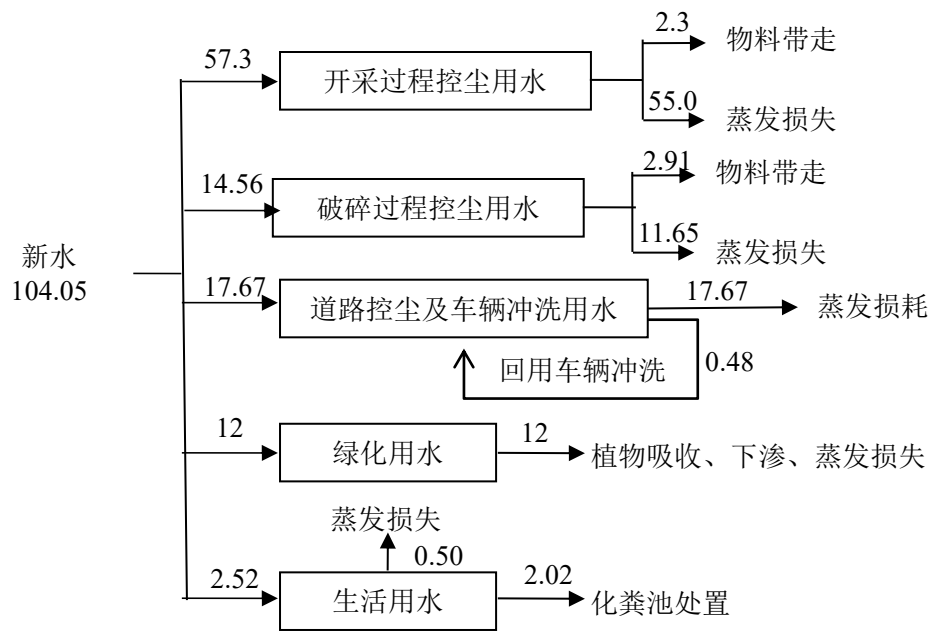 2.3
物料带走
57.3
开采过程控尘用水
55.0
蒸发损失
2.91
物料带走
14.56
破碎过程控尘用水
11.65
蒸发损失
新水
104.05
17.67
道路控尘及车辆冲洗用水
17.67
蒸发损耗
回用车辆冲洗
0.48
12
绿化用水
12
植物吸收、下渗、蒸发损失
蒸发损失
0.50
2.52
生活用水
2.02
化粪池处置